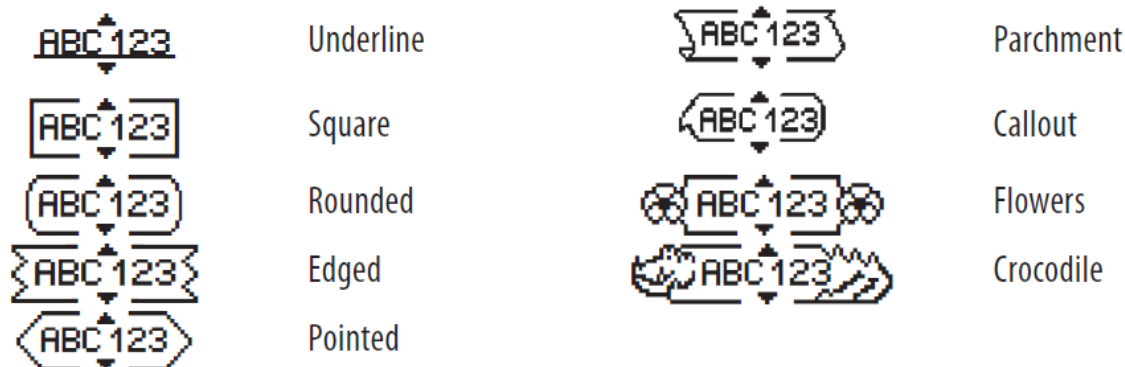 ABC 123 Underline
ABC 123 Square
ABC 123 Rounded
ABC 123 Edged
ABC 123 Pointed
ABC 123 Parchment
ABC 123 Callout
ABC 123 Flowers
ABC 123 Crocodile